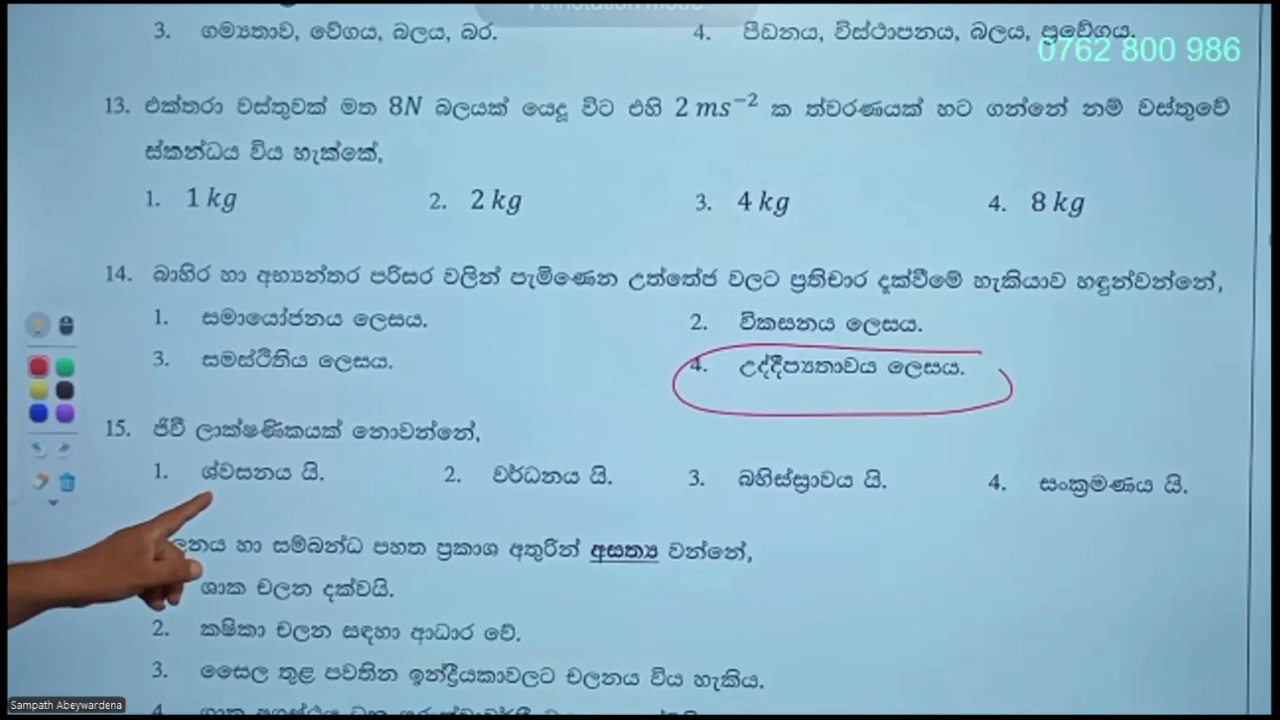 Annotation mode
3. ගම්‍යතාව, වේගය, බලය, බර. 4. පීඩනය, විස්ථාපනය, බලය, ප්‍රවේගය.
0762 800 986
13. එක්තරා වස්තුවක් මත 8N බලයක් යෙදූ විට එහි 2 ms⁻² ක ත්වරණයක් හට ගන්නේ නම් වස්තුවේ
ස්කන්ධය විය හැක්කේ,
1. 1 kg 2. 2 kg 3. 4 kg 4. 8 kg
14. බාහිර හා අභ්‍යන්තර පරිසර වලින් පැමිණෙන උත්තේජ වලට ප්‍රතිචාර දැක්වීමේ හැකියාව හඳුන්වන්නේ,
1. සමායෝජනය ලෙසය. 2. විකසනය ලෙසය.
3. සමස්ථිතිය ලෙසය. 4. උද්දීප්‍යතාවය ලෙසය.
15. ජීවී ලාක්ෂණිකයක් නොවන්නේ,
1. ශ්වසනය යි. 2. වර්ධනය යි. 3. බහිස්ස්‍රාවය යි. 4. සංක්‍රමණය යි.
හා සම්බන්ධ පහත ප්‍රකාශ අතුරින් අසත්‍ය වන්නේ,
ශාක චලන දක්වයි.
2. කෂිකා චලන සඳහා ආධාර වේ.
3. සෛල තුළ පවතින ඉන්ද්‍රීයකාවලට චලනය විය හැකිය.
4.
Sampath Abeywardena